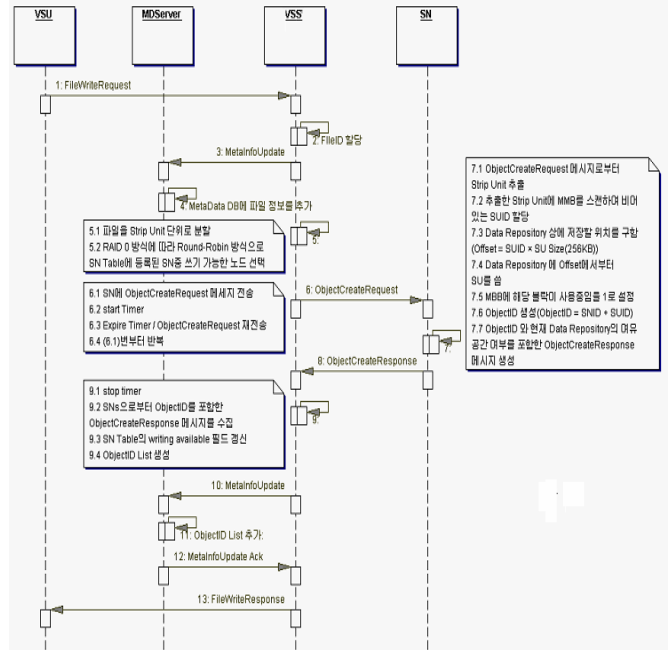 VSU
MDServer
VSS
SN
1: FileWriteRequest
2: FileID 할당
3: MetaInfoUpdate
4: MetaData DB에 파일 정보를 추가
5.1 파일을 Strip Unit 단위로 분할
5.2 RAID 0 방식에 따라 Round-Robin 방식으로
SN Table에 등록된 SN중 쓰기 가능한 노드 선택
5.
6.1 SN에 ObjectCreateRequest 메세지 전송
6.2 start Timer
6.3 Expire Timer / ObjectCreateRequest 재전송
6.4 (6.1)번부터 반복
6: ObjectCreateRequest
7.1 ObjectCreateRequest 메시지로부터
Strip Unit 추출
7.2 추출한 Strip Unit에 MMB를 스캔하여 비어
있는 SUID 할당
7.3 Data Repository 상에 저장할 위치를 구함
(Offset = SUID × SU Size(256KB))
7.4 Data Repository 에 Offset에서부터
SU를 씀
7.5 MBB에 해당 블락이 사용중임를 1로 설정
7.6 ObjectID 생성(ObjectID = SNID + SUID)
7.7 ObjectID 와 현재 Data Repository의 여유
공간 여부를 포함한 ObjectCreateResponse
메시지 생성
7.
8: ObjectCreateResponse
9.1 stop timer
9.2 SNs으로부터 ObjectID를 포함한
ObjectCreateResponse 메시지를 수집
9.3 SN Table의 writing available 필드 갱신
9.4 ObjectID List 생성
9.
10: MetaInfoUpdate
11: ObjectID List 추가:
12: MetaInfoUpdate Ack
13: FileWriteResponse